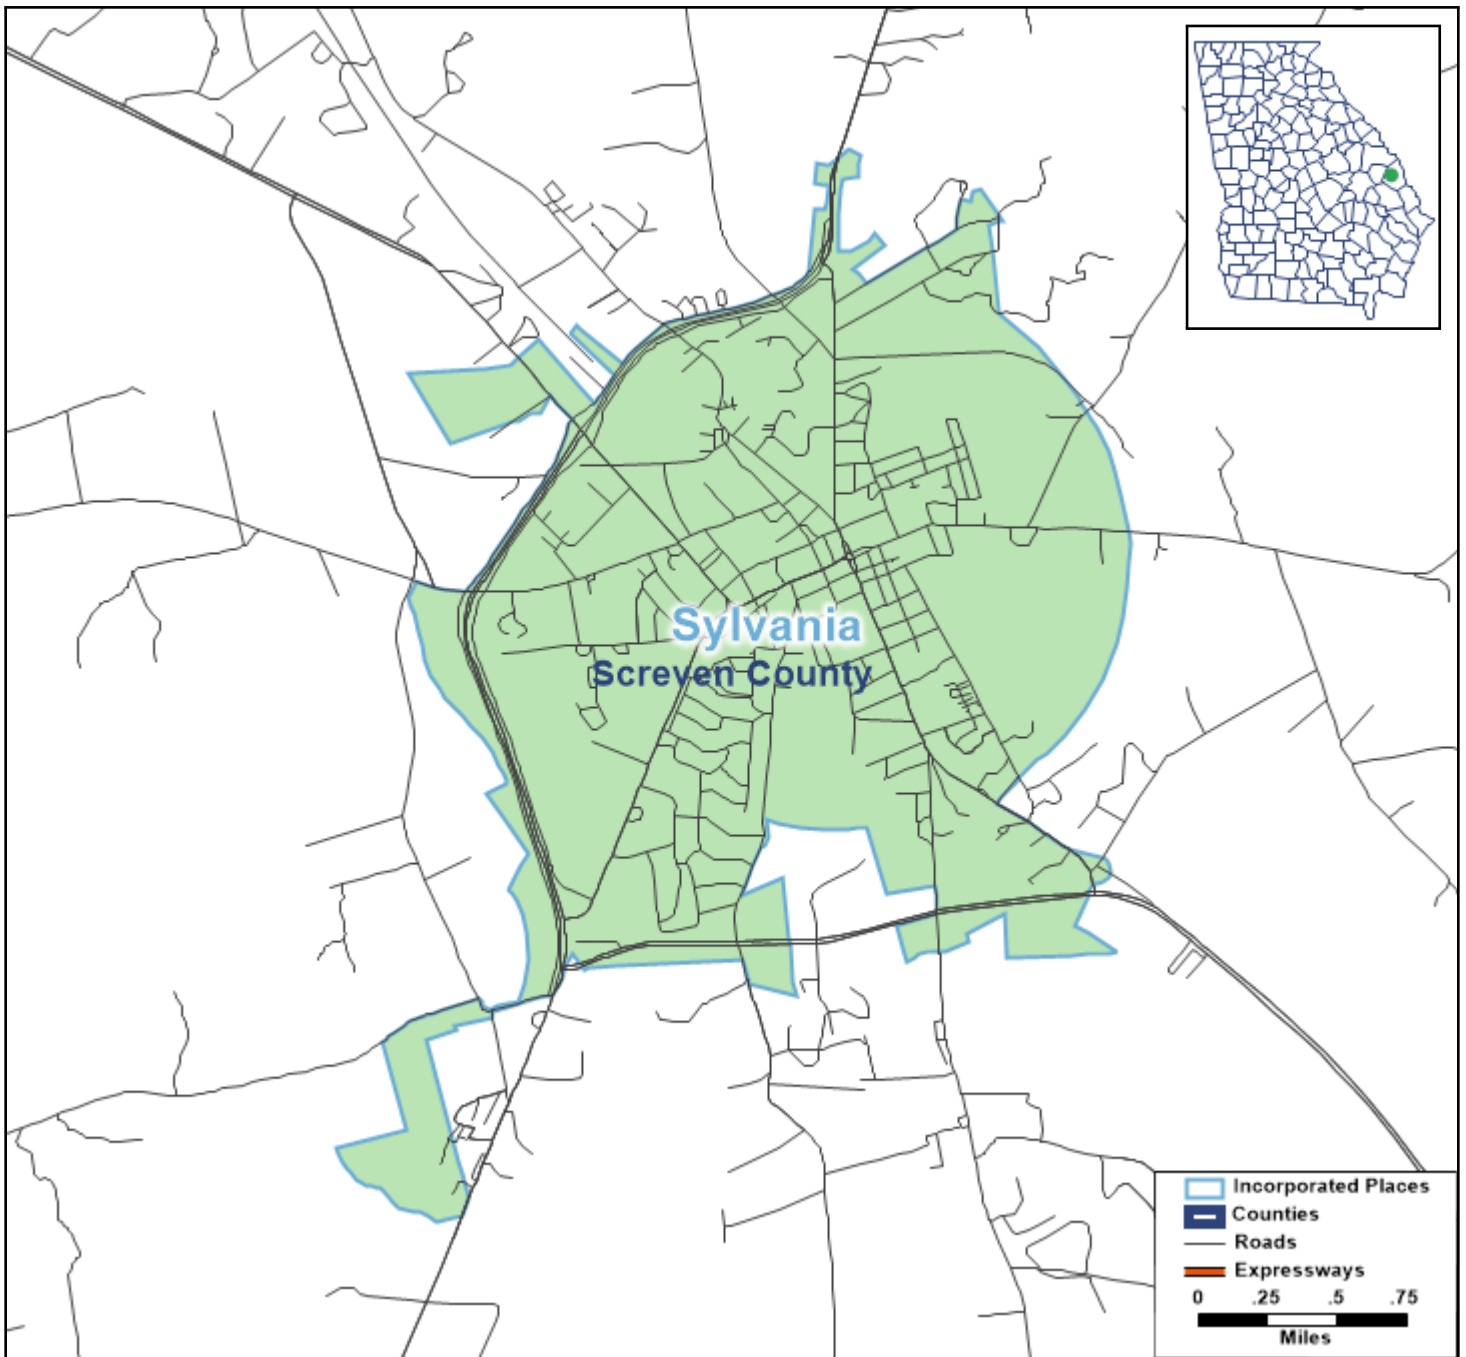 Sylvania
Screven County
Incorporated Places
Counties
Roads
Expressways
0 .25 .5 .75
Miles